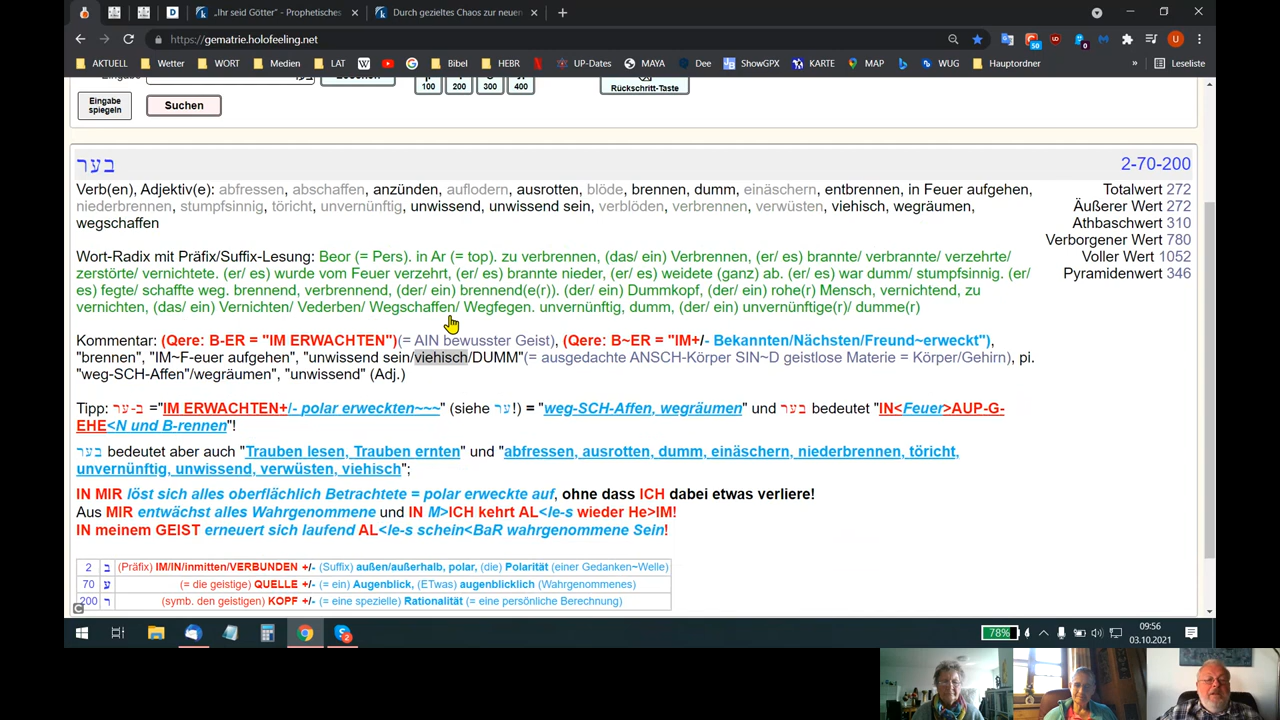 „Ihr seid Götter" - Prophetisches
Durch gezieltes Chaos zur neuen
https://gematrie.holofeeling.net
AKTUELL Wetter WORT Medien LAT Bibel HEBR UP-Dates MAYA Dee ShowGPX KARTE MAP WUG Hauptordner » Leseliste
100 200 300 400 Rückschritt-Taste
Eingabe spiegeln Suchen
בער 2-70-200
Verb(en), Adjektiv(e): abfressen, abschaffen, anzünden, auflodern, ausrotten, blöde, brennen, dumm, einäschern, entbrennen, in Feuer aufgehen,
niederbrennen, stumpfsinnig, töricht, unvernünftig, unwissend, unwissend sein, verblöden, verbrennen, verwüsten, viehisch, wegräumen,
wegschaffen
Totalwert 272
Äußerer Wert 272
Athbaschwert 310
Verborgener Wert 780
Voller Wert 1052
Pyramidenwert 346
Wort-Radix mit Präfix/Suffix-Lesung: Beor (= Pers). in Ar (= top). zu verbrennen, (das/ ein) Verbrennen, (er/ es) brannte/ verbrannte/ verzehrte/
zerstörte/ vernichtete. (er/ es) wurde vom Feuer verzehrt, (er/ es) brannte nieder, (er/ es) weidete (ganz) ab. (er/ es) war dumm/ stumpfsinnig. (er/
es) fegte/ schaffte weg. brennend, verbrennend, (der/ ein) brennend(e(r)). (der/ ein) Dummkopf, (der/ ein) rohe(r) Mensch, vernichtend, zu
vernichten, (das/ ein) Vernichten/ Vederben/ Wegschaffen/ Wegfegen. unvernünftig, dumm, (der/ ein) unvernünftige(r)/ dumme(r)
Kommentar: (Qere: B-ER = "IM ERWACHTEN")(= AIN bewusster Geist), (Qere: B~ER = "IM+/- Bekannten/Nächsten/Freund~erweckt"),
"brennen", "IM~F-euer aufgehen", "unwissend sein/viehisch/DUMM"(= ausgedachte ANSCH-Körper SIN~D geistlose Materie = Körper/Gehirn), pi.
"weg-SCH-Affen"/wegräumen", "unwissend" (Adj.)
Tipp: ב-ער ="IM ERWACHTEN+/- polar erweckten~~~" (siehe ער!) = "weg-SCH-Affen, wegräumen" und בער bedeutet "IN<Feuer>AUP-G-
EHE<N und B-rennen"!
בער bedeutet aber auch "Trauben lesen, Trauben ernten" und "abfressen, ausrotten, dumm, einäschern, niederbrennen, töricht,
unvernünftig, unwissend, verwüsten, viehisch";
IN MIR löst sich alles oberflächlich Betrachtete = polar erweckte auf, ohne dass ICH dabei etwas verliere!
Aus MIR entwächst alles Wahrgenommene und IN M>ICH kehrt AL<le-s wieder He>IM!
IN meinem GEIST erneuert sich laufend AL<le-s schein<BaR wahrgenommene Sein!
2 ב (Präfix) IM/IN/inmitten/VERBUNDEN +/- (Suffix) außen/außerhalb, polar, (die) Polarität (einer Gedanken~Welle)
70 ע (= die geistige) QUELLE +/- (= ein) Augenblick, (ETwas) augenblicklich (Wahrgenommenes)
200 ר (symb. den geistigen) KOPF +/- (= eine spezielle) Rationalität (= eine persönliche Berechnung)
78% 09:56
03.10.2021